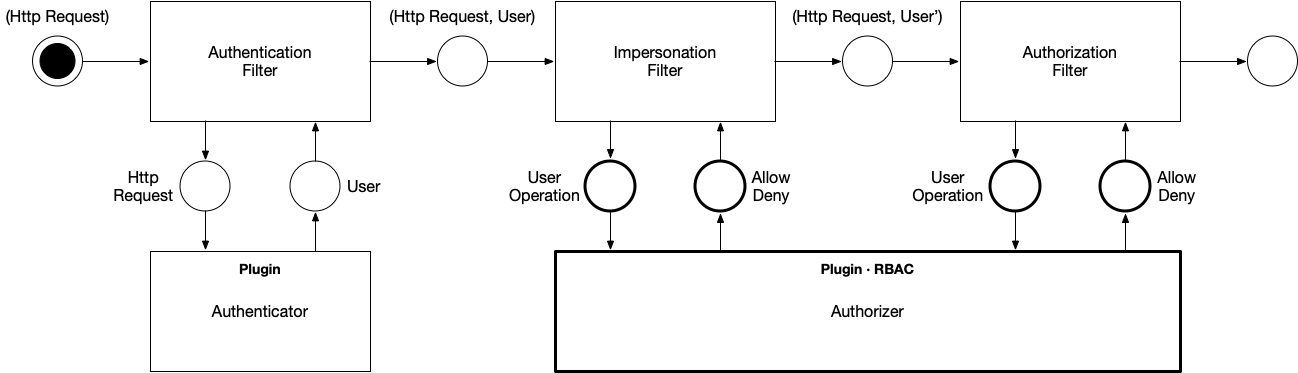 (Http Request)
(Http Request, User)
(Http Request, User’)
Authentication
Filter
Impersonation
Filter
Authorization
Filter
Http
Request
User
User
Operation
Allow
Deny
User
Operation
Allow
Deny
Plugin
Authenticator
Plugin · RBAC
Authorizer